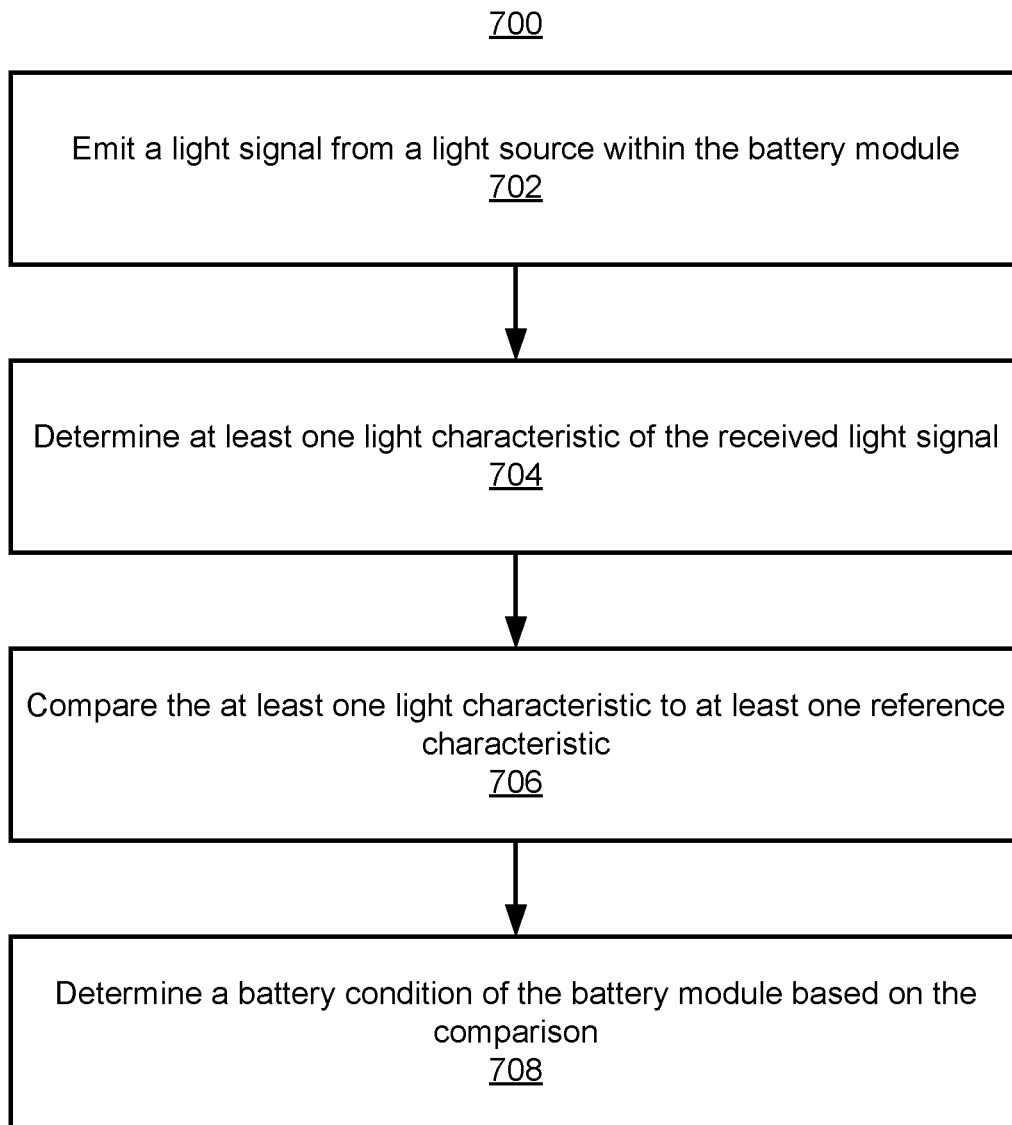 700
Emit a light signal from a light source within the battery module
702
Determine at least one light characteristic of the received light signal
704
Compare the at least one light characteristic to at least one reference
characteristic
706
Determine a battery condition of the battery module based on the
comparison
708